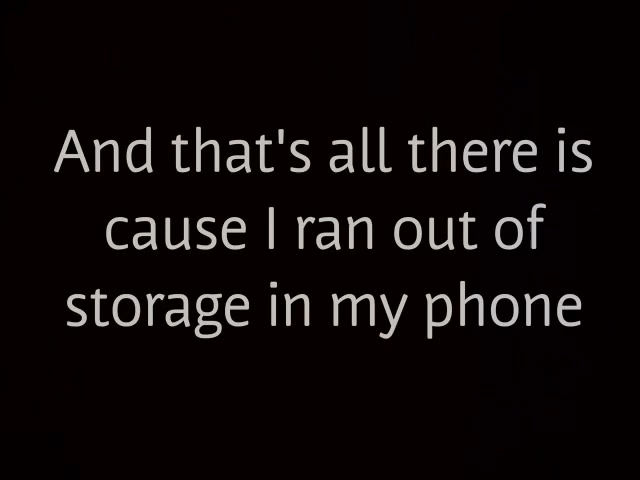 And that's all there is
cause I ran out of
storage in my phone